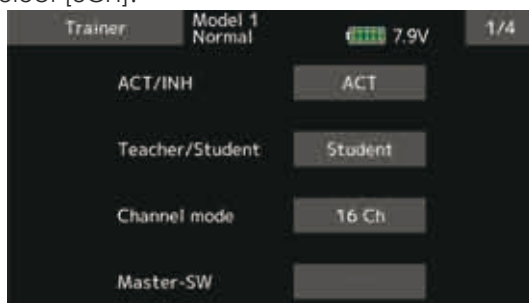 Trainer Model 1 Normal 7.9V 1/4
ACT/INH ACT
Teacher/Student Student
Channel mode 16 Ch
Master-SW